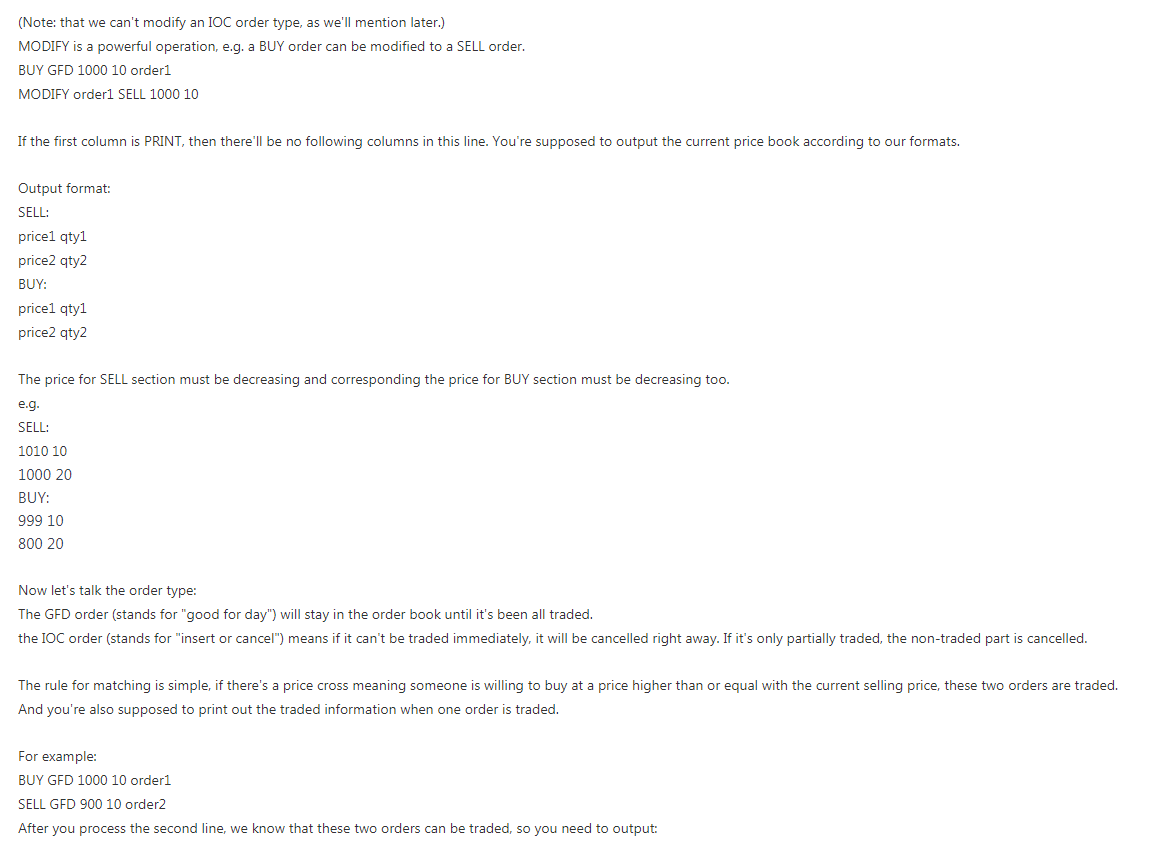 (Note: that we can't modify an IOC order type, as we'll mention later.)
MODIFY is a powerful operation, e.g. a BUY order can be modified to a SELL order.
BUY GFD 1000 10 order1
MODIFY order1 SELL 1000 10
If the first column is PRINT, then there'll be no following columns in this line. You're supposed to output the current price book according to our formats.
Output format:
SELL:
price1 qty1
price2 qty2
BUY:
price1 qty1
price2 qty2
The price for SELL section must be decreasing and corresponding the price for BUY section must be decreasing too.
e.g.
SELL:
1010 10
1000 20
BUY:
999 10
800 20
Now let's talk the order type:
The GFD order (stands for "good for day") will stay in the order book until it's been all traded.
the IOC order (stands for "insert or cancel") means if it can't be traded immediately, it will be cancelled right away. If it's only partially traded, the non-traded part is cancelled.
The rule for matching is simple, if there's a price cross meaning someone is willing to buy at a price higher than or equal with the current selling price, these two orders are traded.
And you're also supposed to print out the traded information when one order is traded.
For example:
BUY GFD 1000 10 order1
SELL GFD 900 10 order2
After you process the second line, we know that these two orders can be traded, so you need to output: